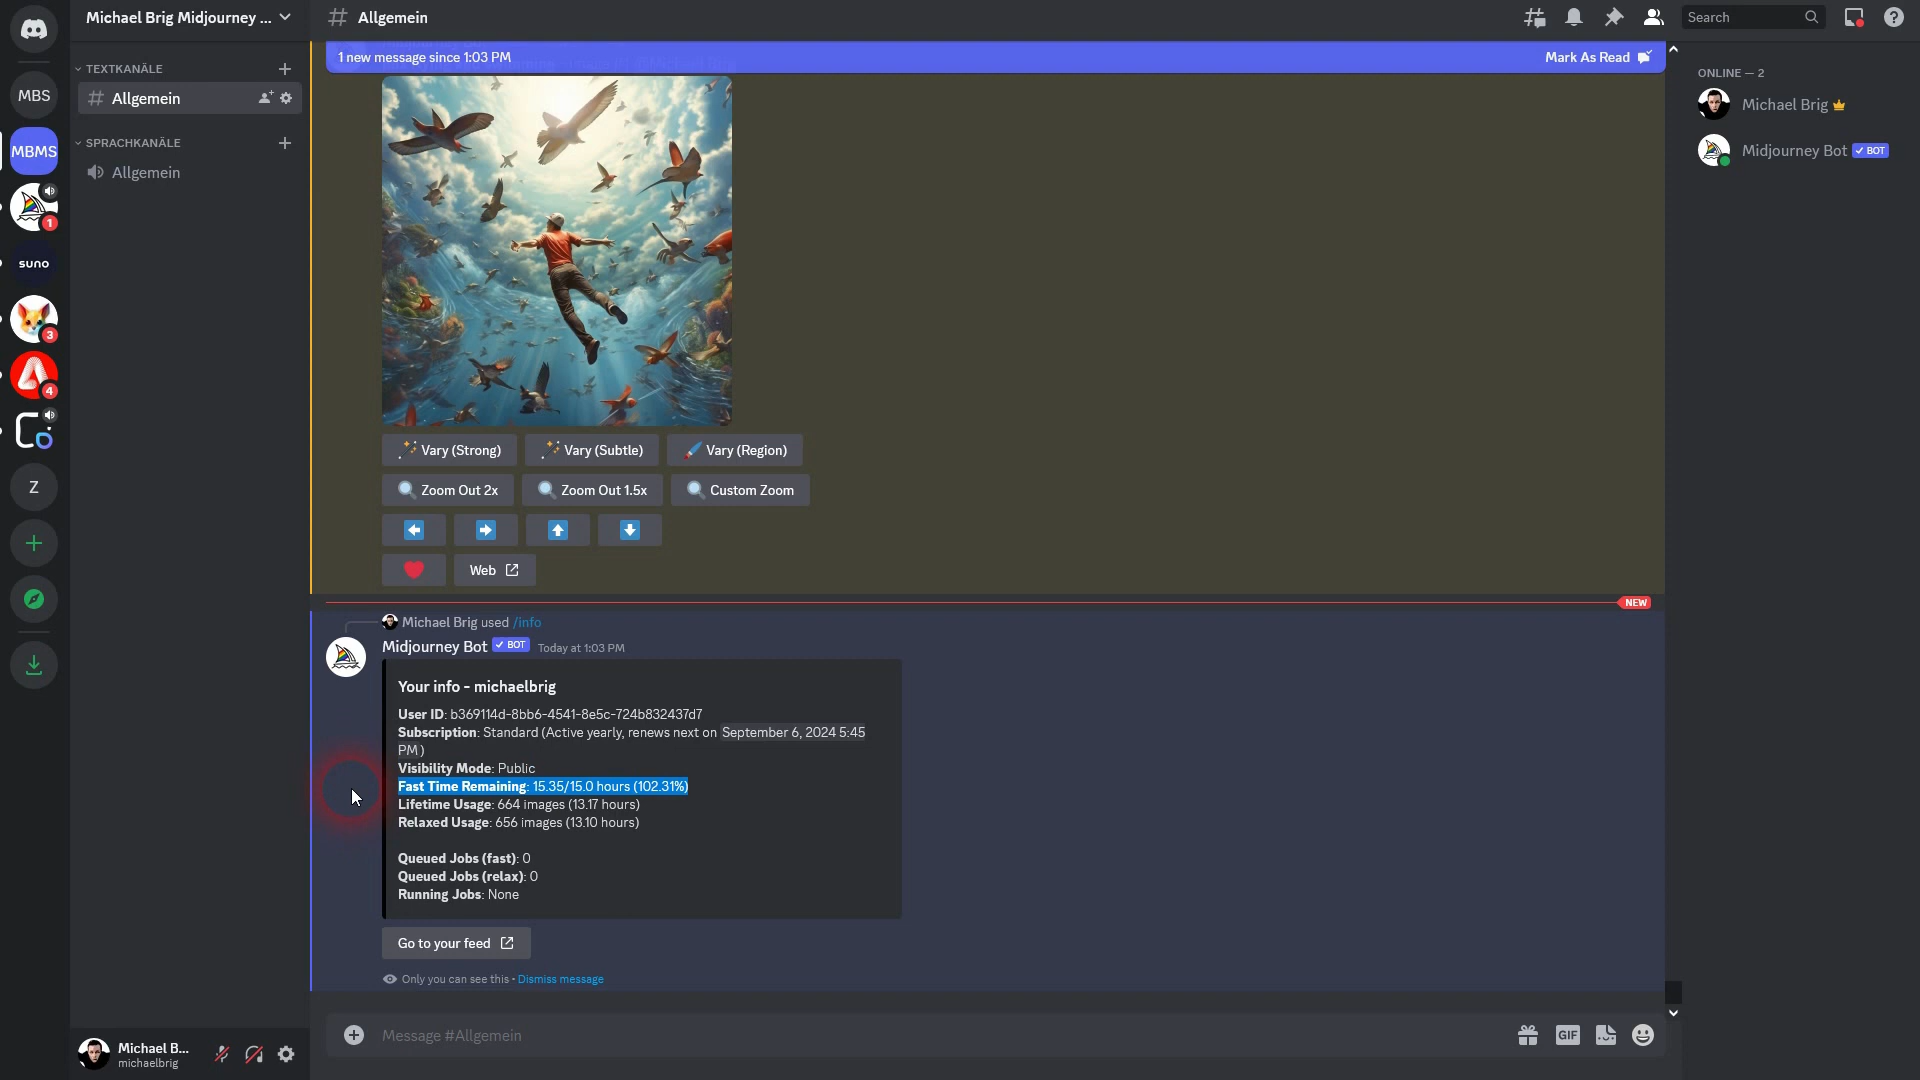 Michael Brig Midjourney ...
TEXTKANÄLE
Allgemein
SPRACHKANÄLE
Allgemein
MBS
MBMS
1
suno
3
4
Z
Michael B...
michaelbrig
Allgemein
Search
1 new message since 1:03 PM
Mark As Read
Vary (Strong)
Vary (Subtle)
Vary (Region)
Zoom Out 2x
Zoom Out 1.5x
Custom Zoom
Web
NEW
Michael Brig used /info
Midjourney Bot BOT Today at 1:03 PM
Your info - michaelbrig
User ID: b369114d-8bb6-4541-8e5c-724b832437d7
Subscription: Standard (Active yearly, renews next on September 6, 2024 5:45
PM)
Visibility Mode: Public
Fast Time Remaining: 15.35/15.0 hours (102.31%)
Lifetime Usage: 664 images (13.17 hours)
Relaxed Usage: 656 images (13.10 hours)
Queued Jobs (fast): 0
Queued Jobs (relax): 0
Running Jobs: None
Go to your feed
Only you can see this • Dismiss message
Message #Allgemein
GIF
ONLINE — 2
Michael Brig
Midjourney Bot BOT